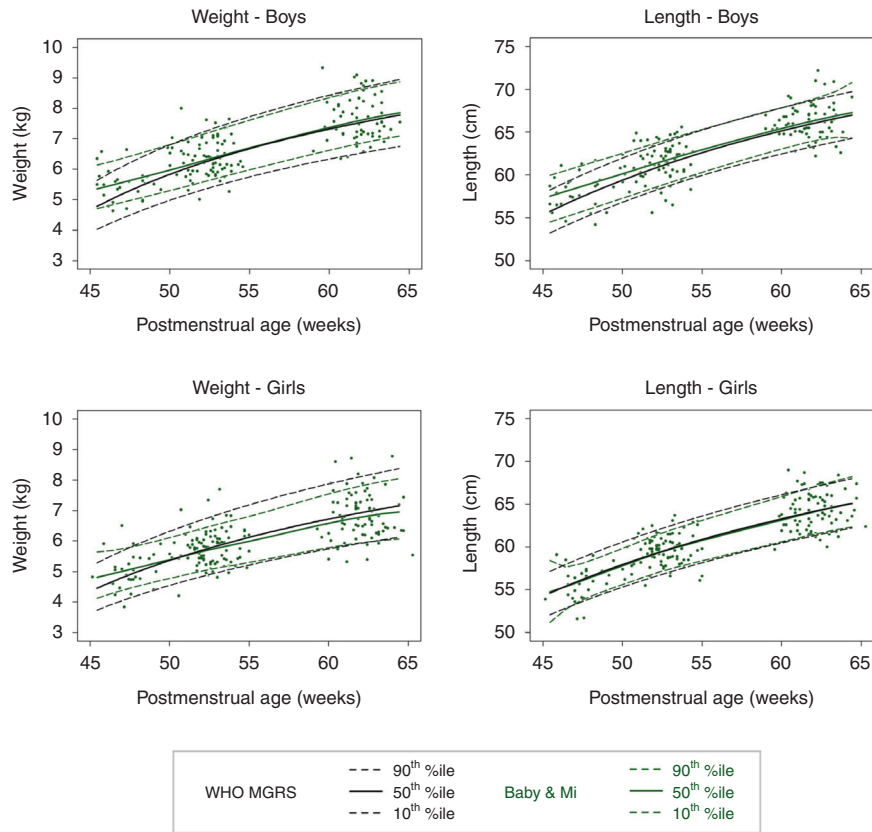 Weight - Boys
Length - Boys
10
9
8
7
6
5
4
3
Weight (kg)
75
70
65
60
55
50
Length (cm)
45 50 55 60 65
45 50 55 60 65
Postmenstrual age (weeks)
Postmenstrual age (weeks)
Weight - Girls
Length - Girls
10
9
8
7
6
5
4
3
Weight (kg)
75
70
65
60
55
50
Length (cm)
45 50 55 60 65
45 50 55 60 65
Postmenstrual age (weeks)
Postmenstrual age (weeks)
WHO MGRS
90th %ile
50th %ile
10th %ile
Baby & Mi
90th %ile
50th %ile
10th %ile